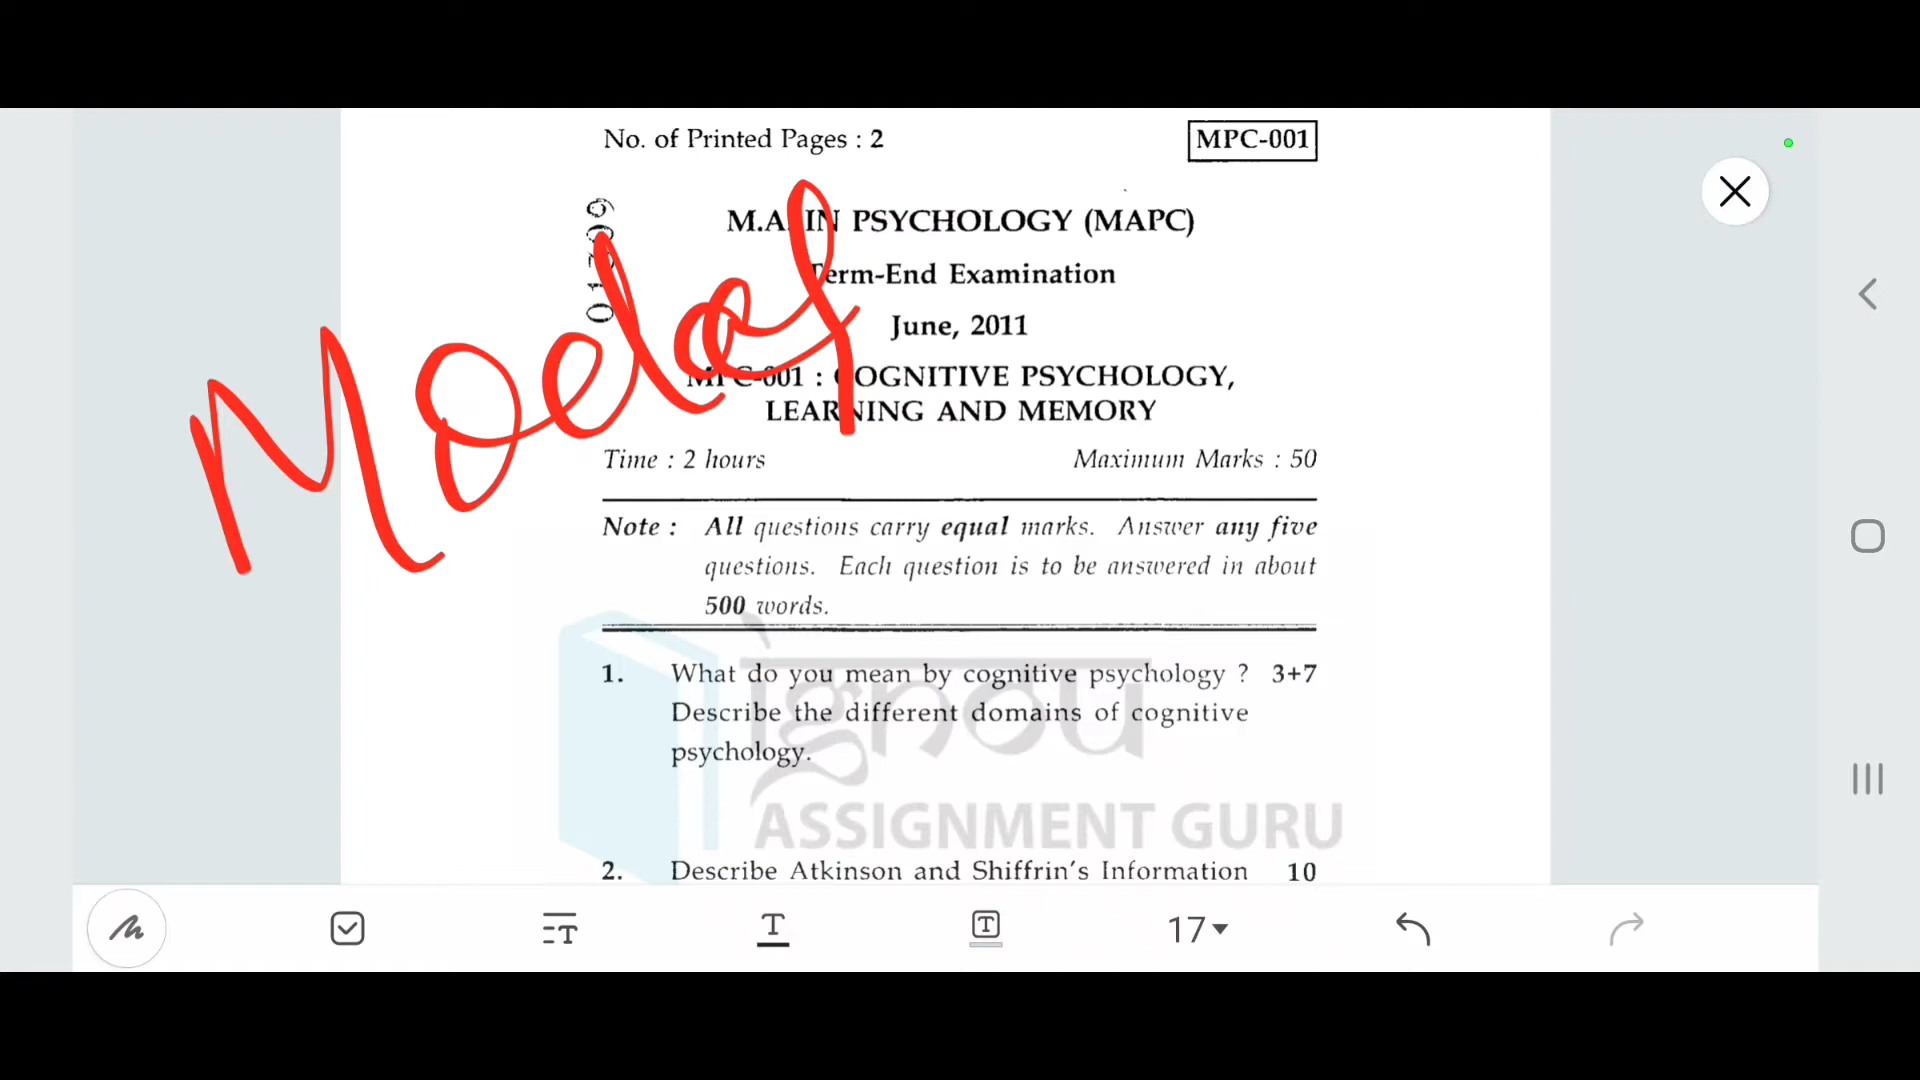 No. of Printed Pages : 2
MPC-001
M.A. IN PSYCHOLOGY (MAPC)
Term-End Examination
June, 2011
MPC-001 : COGNITIVE PSYCHOLOGY,
LEARNING AND MEMORY
Time : 2 hours
Maximum Marks : 50
Note : All questions carry equal marks. Answer any five
questions. Each question is to be answered in about
500 words.
1. What do you mean by cognitive psychology ? 3+7
Describe the different domains of cognitive
psychology.
ignou
ASSIGNMENT GURU
2. Describe Atkinson and Shiffrin's Information 10
17